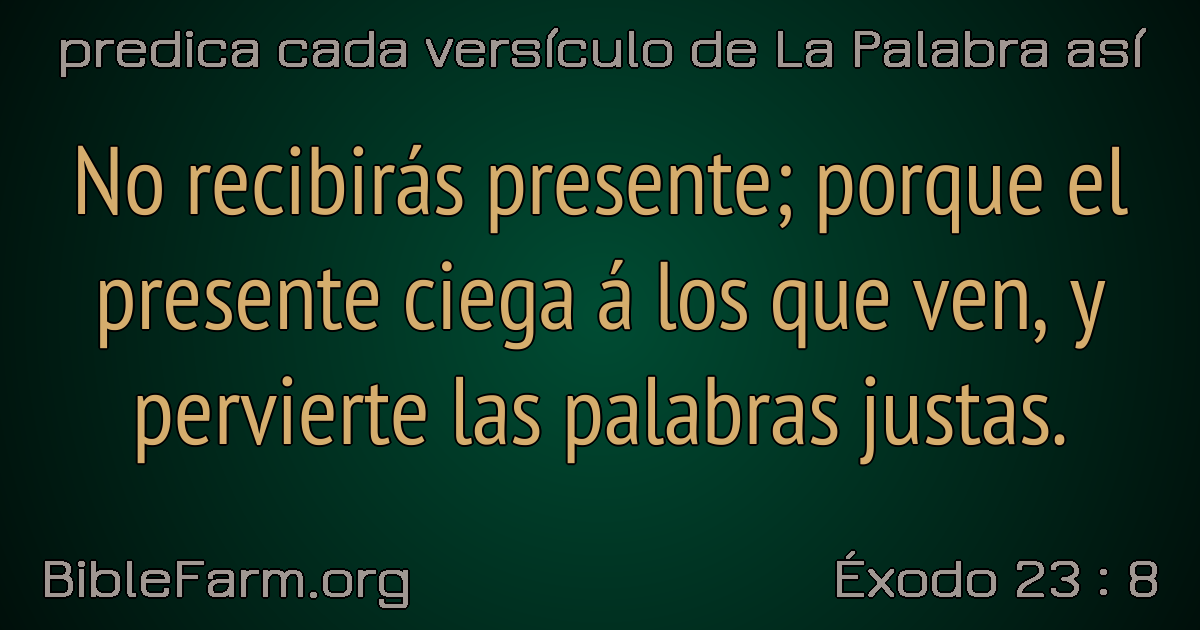 predica cada versículo de La Palabra así
No recibirás presente; porque el
presente ciega á los que ven, y
pervierte las palabras justas.
BibleFarm.org
Éxodo 23 : 8